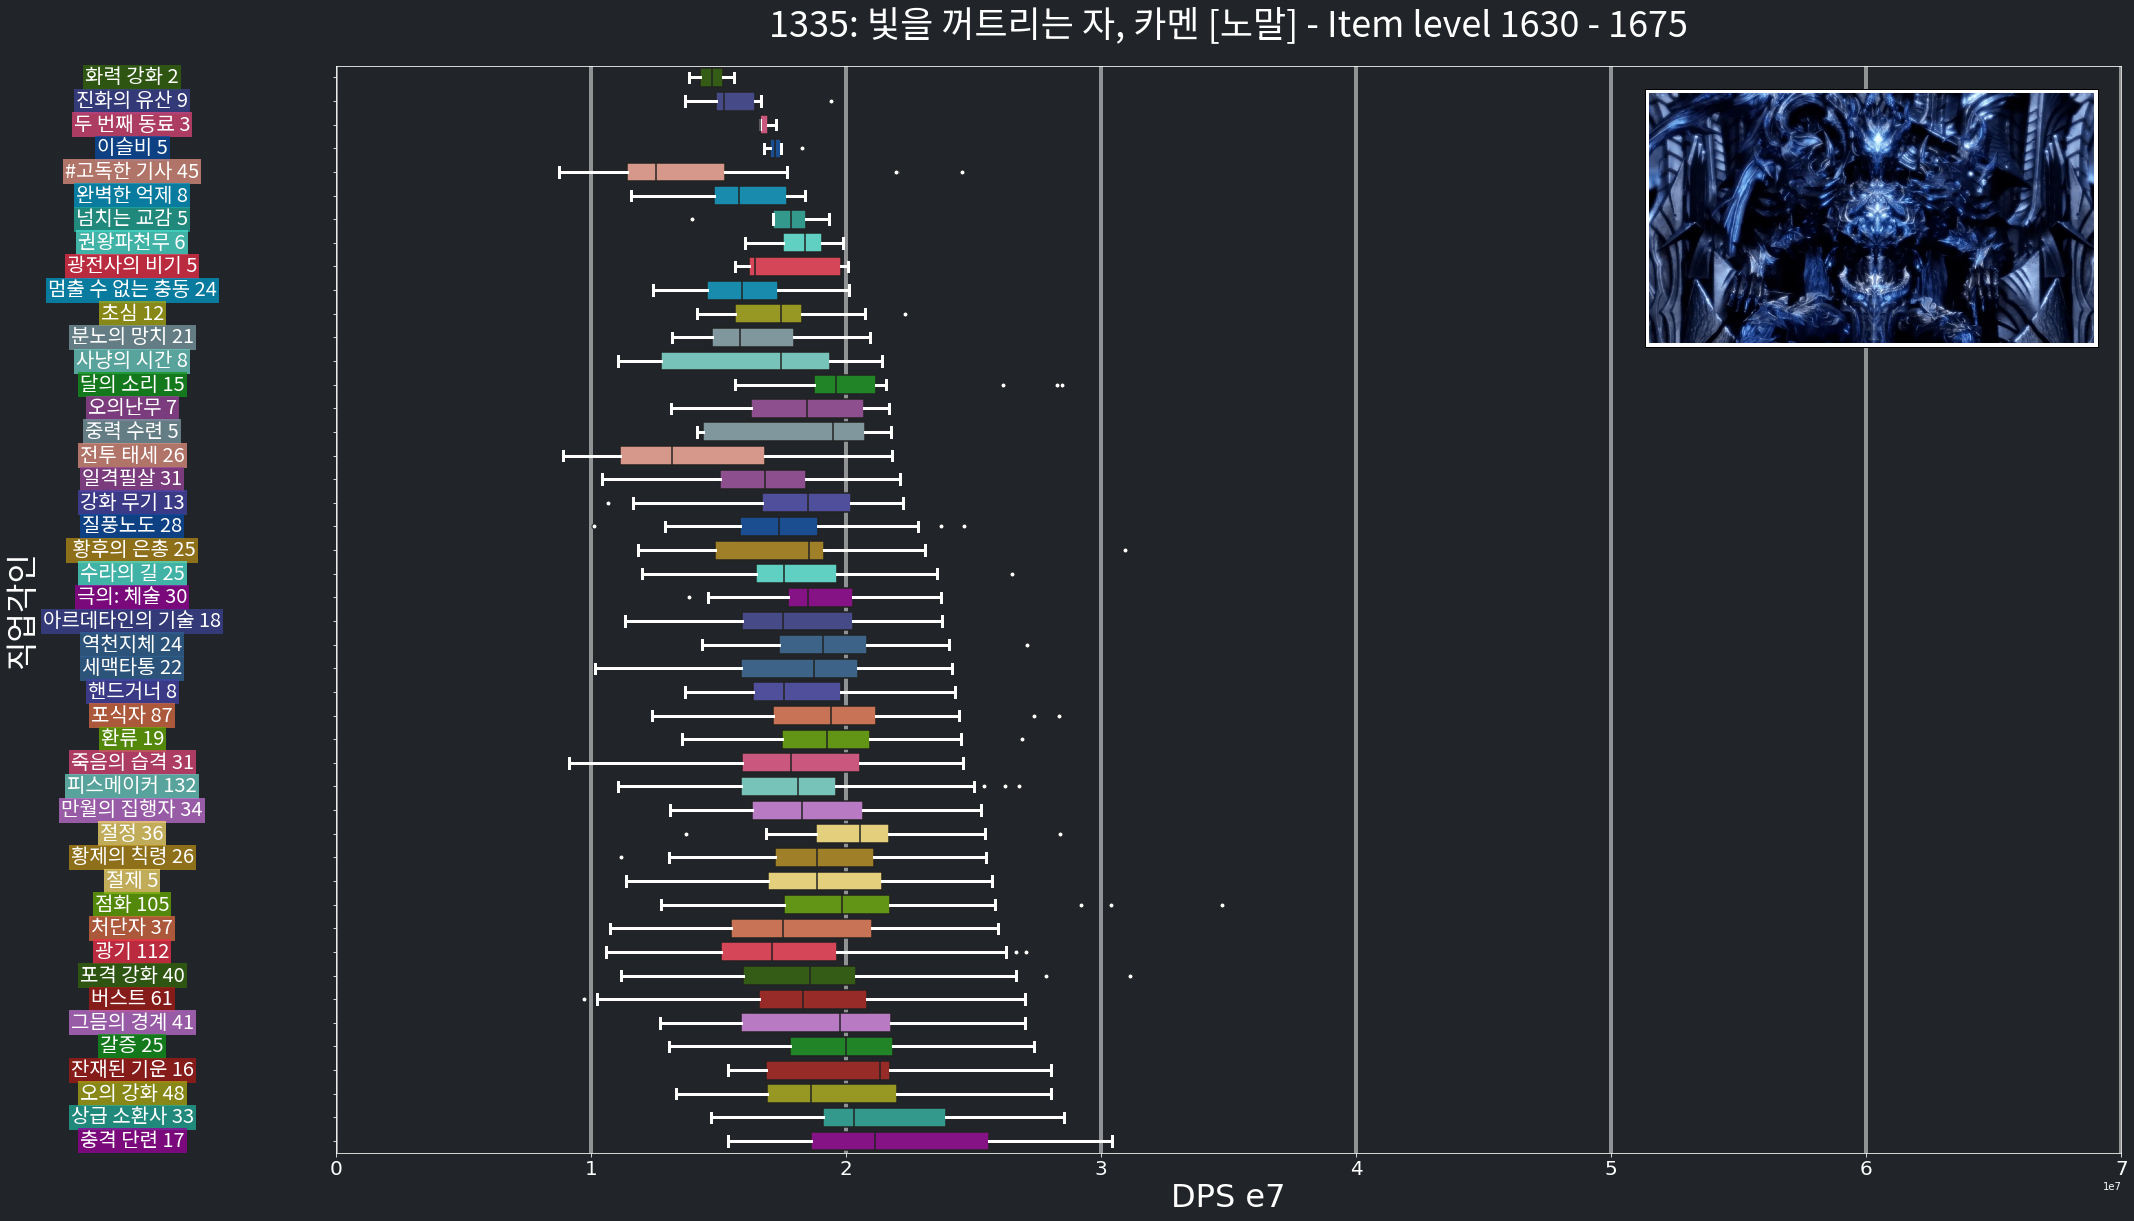 1335: 빛을 꺼트리는 자, 카멘 [노말] - Item level 1630 - 1675
화력 강화 2
진화의 유산 9
두 번째 동료 3
이슬비 5
#고독한 기사 45
완벽한 억제 8
넘치는 교감 5
권왕파천무 6
광전사의 비기 5
멈출 수 없는 충동 24
초심 12
분노의 망치 21
사냥의 시간 8
달의 소리 15
오의난무 7
중력 수련 5
전투 태세 26
일격필살 31
강화 무기 13
질풍노도 28
황후의 은총 25
수라의 길 25
극의: 체술 30
아르데타인의 기술 18
역천지체 24
세맥타통 22
핸드거너 8
포식자 87
환류 19
죽음의 습격 31
피스메이커 132
만월의 집행자 34
절정 36
황제의 칙령 26
절제 5
점화 105
처단자 37
광기 112
포격 강화 40
버스트 61
그믐의 경계 41
갈증 25
잔재된 기운 16
오의 강화 48
상급 소환사 33
충격 단련 17
직업각인
0 1 2 3 4 5 6 7
1e7
DPS e7